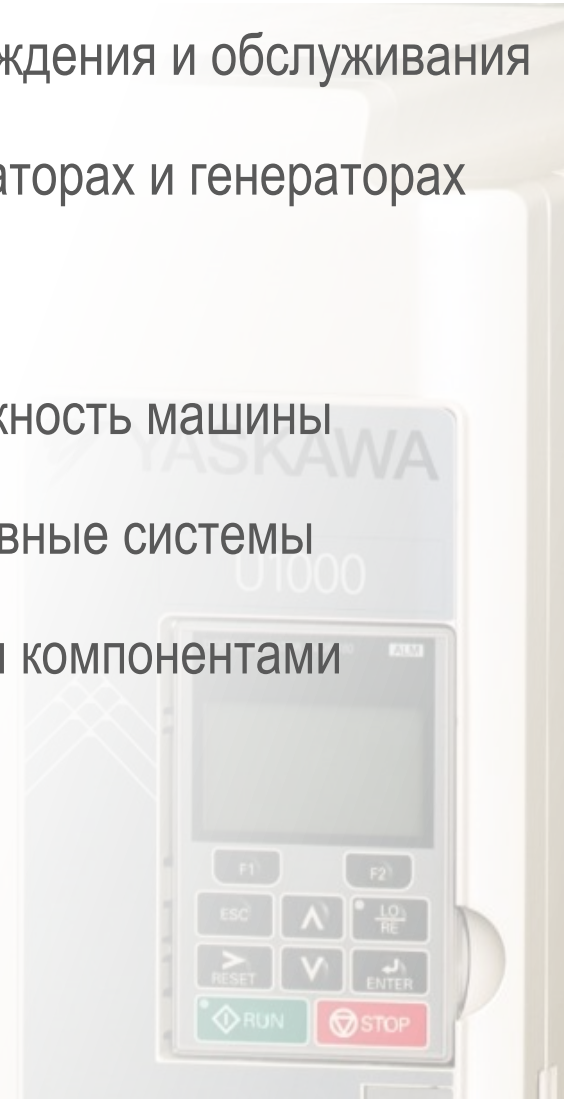 ждения и обслуживания
аторах и генераторах
жность машины
YASKAWA
вные системы
U1000
компонентами
ALM
F1 F2
ESC LO RE
RESET ENTER
RUN STOP